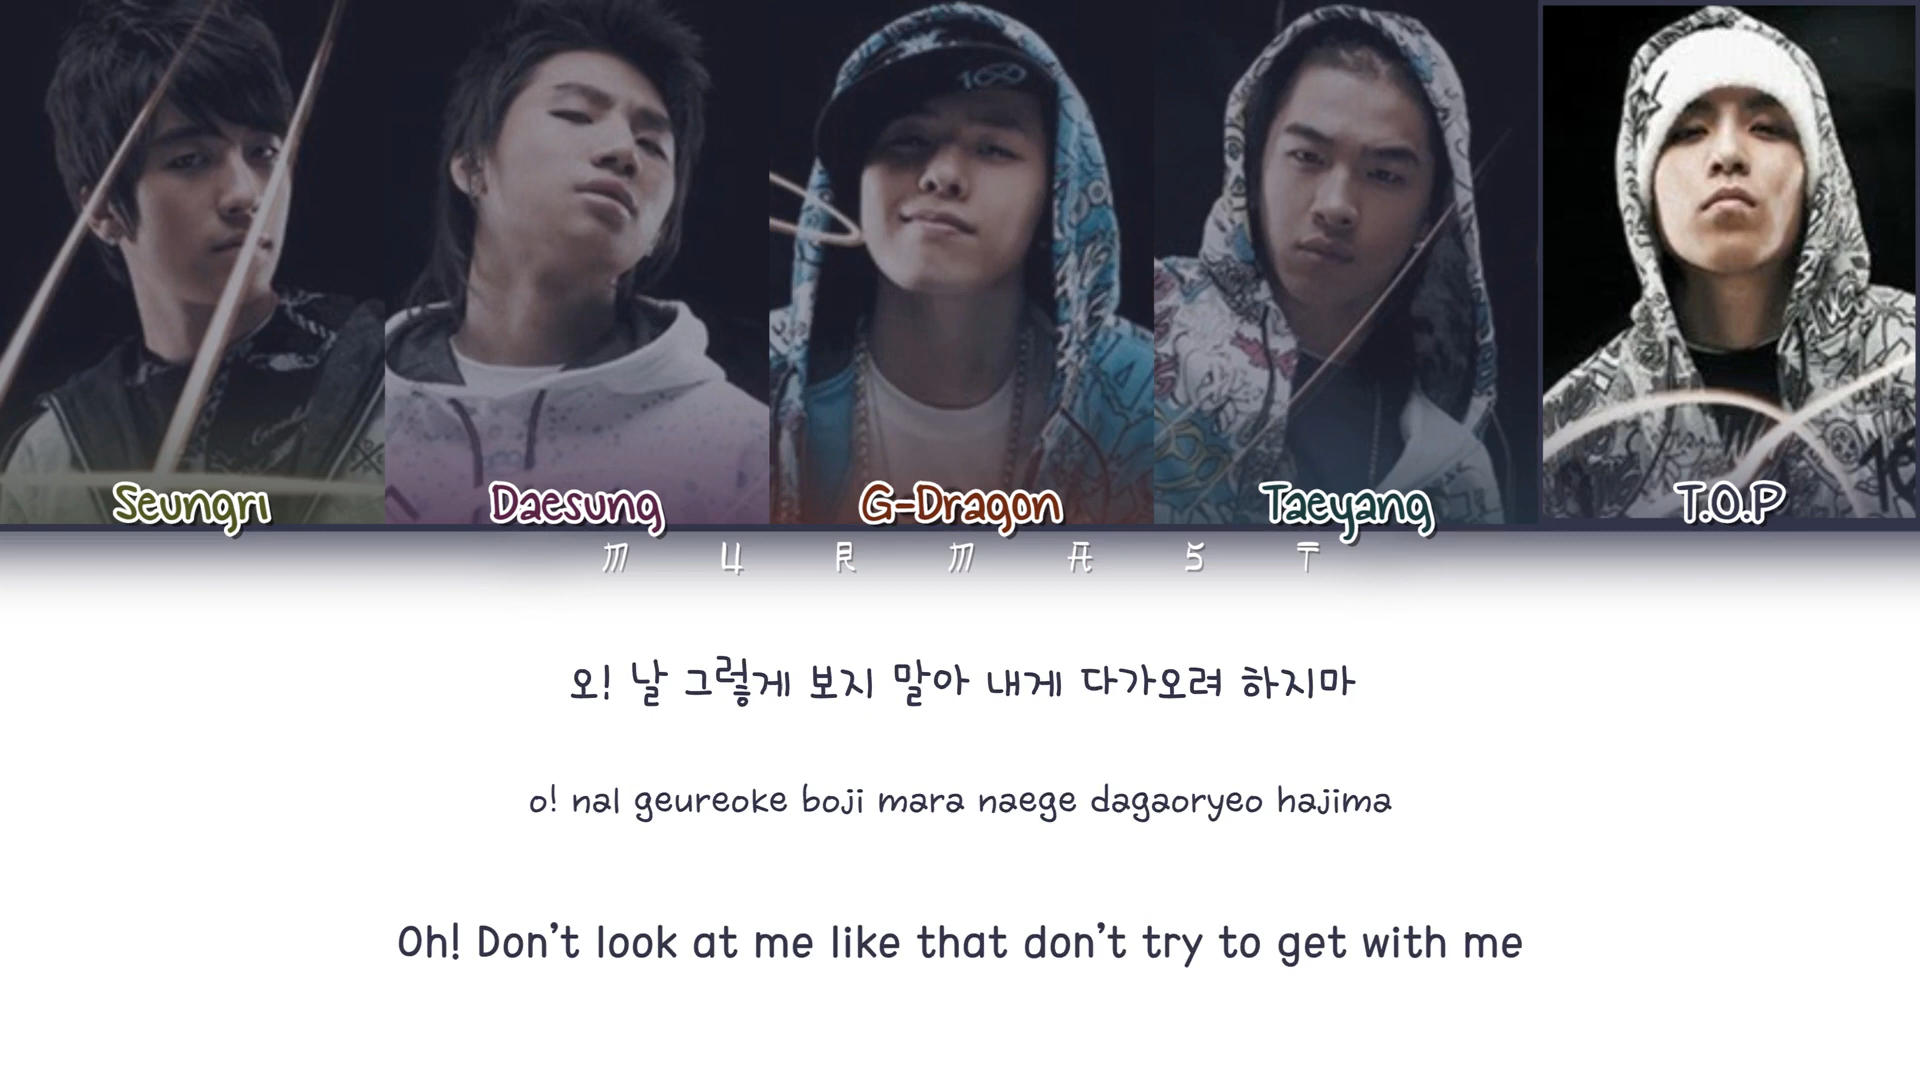 Seungri
Daesung
G-Dragon
Taeyang
T.O.P
M U R M A S T
오! 날 그렇게 보지 말아 내게 다가오려 하지마
o! nal geureoke boji mara naege dagaoryeo hajima
Oh! Don't look at me like that don't try to get with me